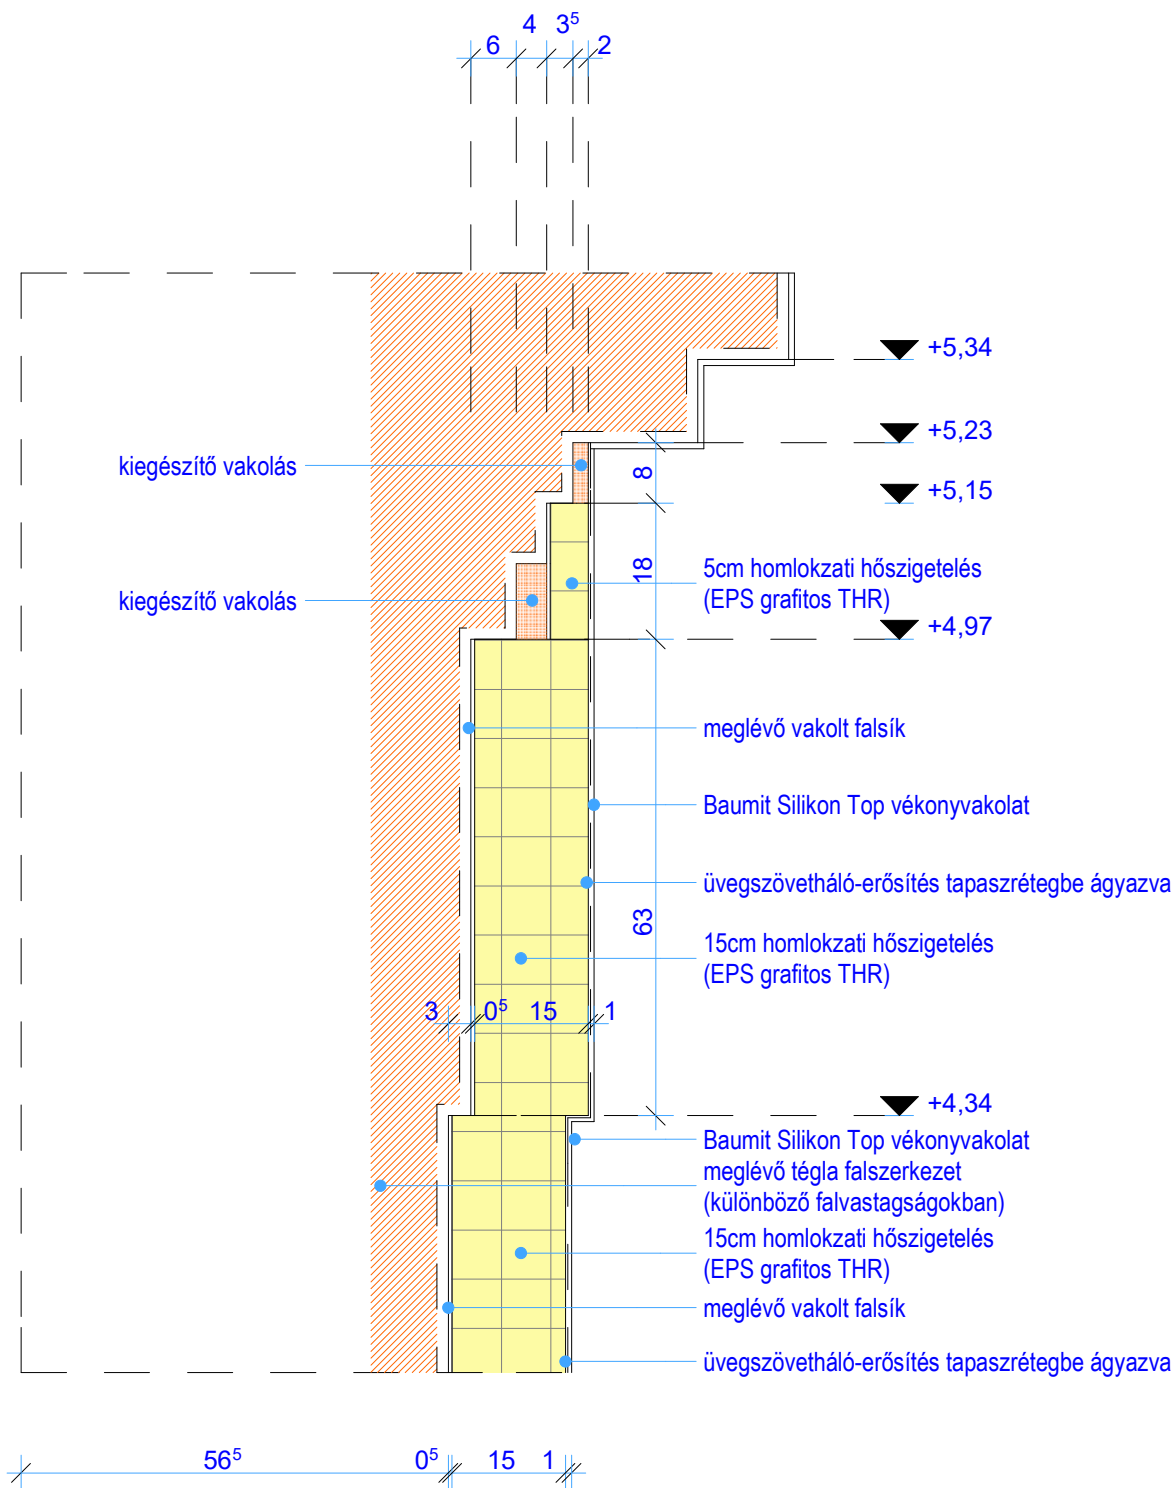 6 4 3⁵ 2
+5,34
+5,23
kiegészítő vakolás
8
+5,15
18
5cm homlokzati hőszigetelés
(EPS grafitos THR)
kiegészítő vakolás
+4,97
meglévő vakolt falsík
Baumit Silikon Top vékonyvakolat
üvegszövetháló-erősítés tapaszrétegbe ágyazva
63
15cm homlokzati hőszigetelés
(EPS grafitos THR)
3 0⁵ 15 1
+4,34
Baumit Silikon Top vékonyvakolat
meglévő tégla falszerkezet
(különböző falvastagságokban)
15cm homlokzati hőszigetelés
(EPS grafitos THR)
meglévő vakolt falsík
üvegszövetháló-erősítés tapaszrétegbe ágyazva
56⁵ 0⁵ 15 1